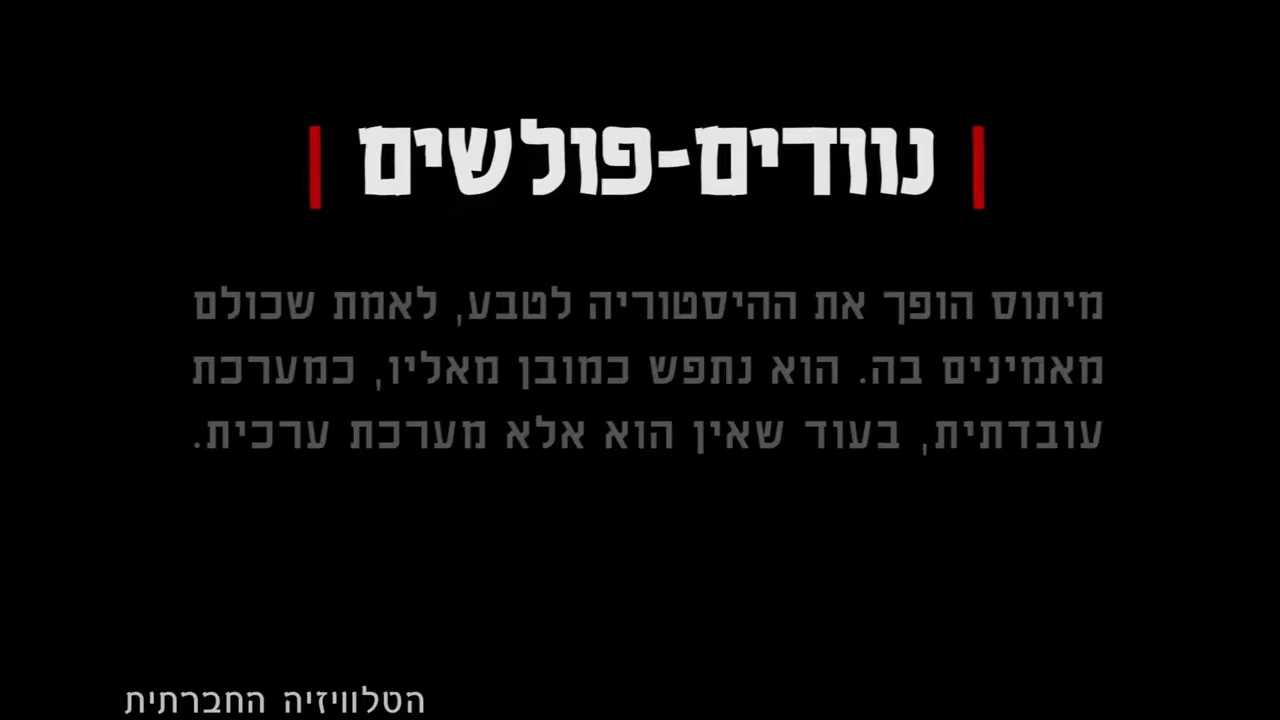 נוודים-פולשים
מיתוס הופך את ההיסטוריה לטבע, לאמת שכולם
מאמינים בה. הוא נתפש כמובן מאליו, כמערכת
עובדתית, בעוד שאין הוא אלא מערכת ערכית.
הטלוויזיה החברתית